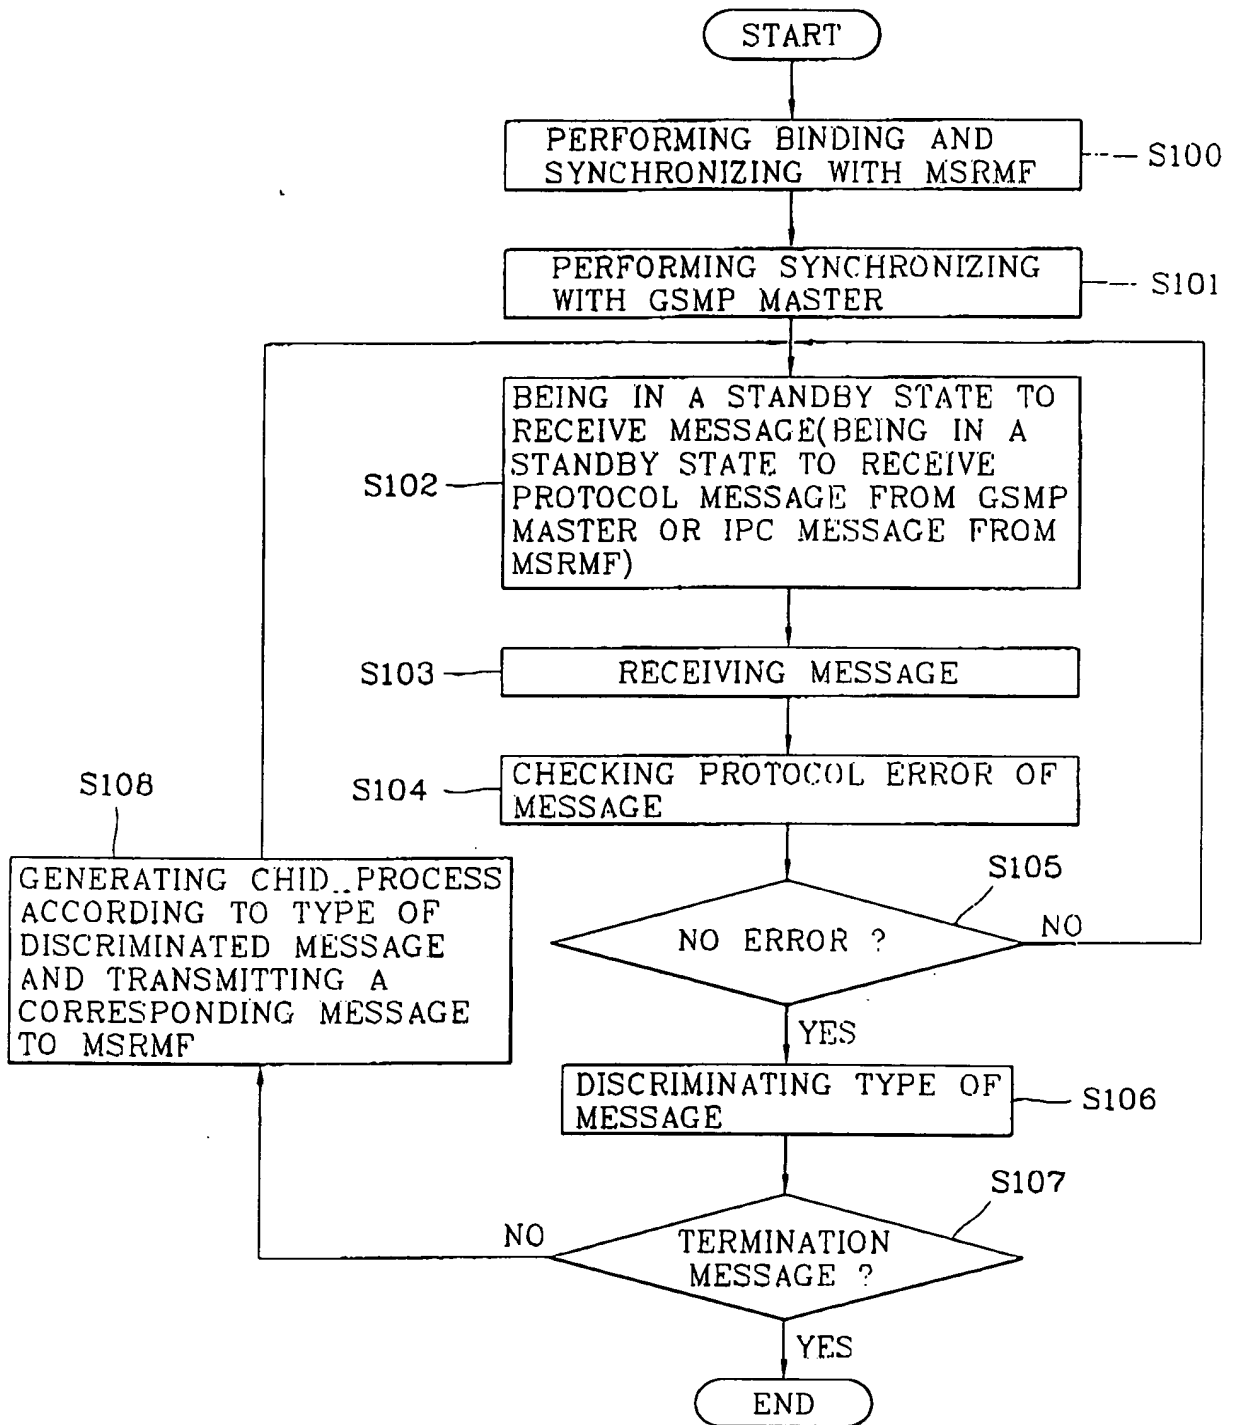 START
PERFORMING BINDING AND
SYNCHRONIZING WITH MSRMF
S100
PERFORMING SYNCHRONIZING
WITH GSMP MASTER
S101
BEING IN A STANDBY STATE TO
RECEIVE MESSAGE(BEING IN A
STANDBY STATE TO RECEIVE
PROTOCOL MESSAGE FROM GSMP
MASTER OR IPC MESSAGE FROM
MSRMF)
S102
S103
RECEIVING MESSAGE
S104
CHECKING PROTOCOL ERROR OF
MESSAGE
S108
GENERATING CHID..PROCESS
ACCORDING TO TYPE OF
DISCRIMINATED MESSAGE
AND TRANSMITTING A
CORRESPONDING MESSAGE
TO MSRMF
S105
NO ERROR ?
NO
YES
DISCRIMINATING TYPE OF
MESSAGE
S106
S107
NO
TERMINATION
MESSAGE ?
YES
END